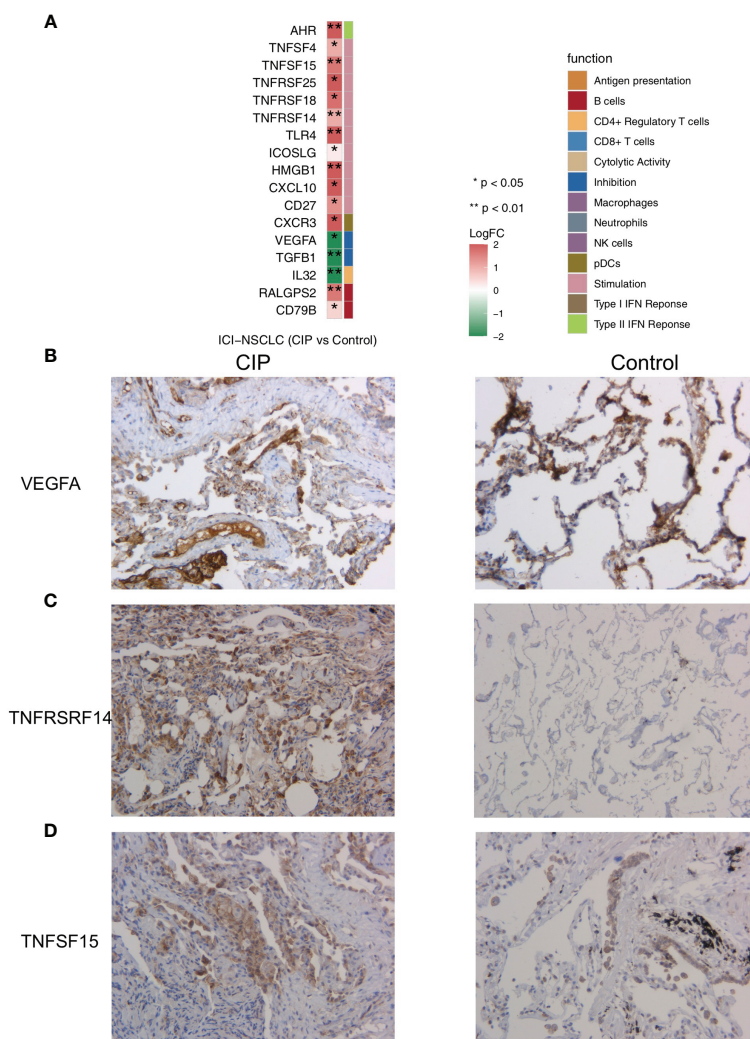 A
AHR **
TNFSF4 *
TNFSF15 **
TNFRSF25 *
TNFRSF18 *
TNFRSF14 **
TLR4 **
ICOSLG *
HMGB1 **
CXCL10 *
CD27 *
CXCR3 *
VEGFA *
TGFB1 **
IL32 **
RALGPS2 **
CD79B *
ICI−NSCLC (CIP vs Control)
* p < 0.05
** p < 0.01
LogFC
2
1
0
−1
−2
function
Antigen presentation
B cells
CD4+ Regulatory T cells
CD8+ T cells
Cytolytic Activity
Inhibition
Macrophages
Neutrophils
NK cells
pDCs
Stimulation
Type I IFN Reponse
Type II IFN Reponse
B
CIP Control
VEGFA
C
TNFRSRF14
D
TNFSF15